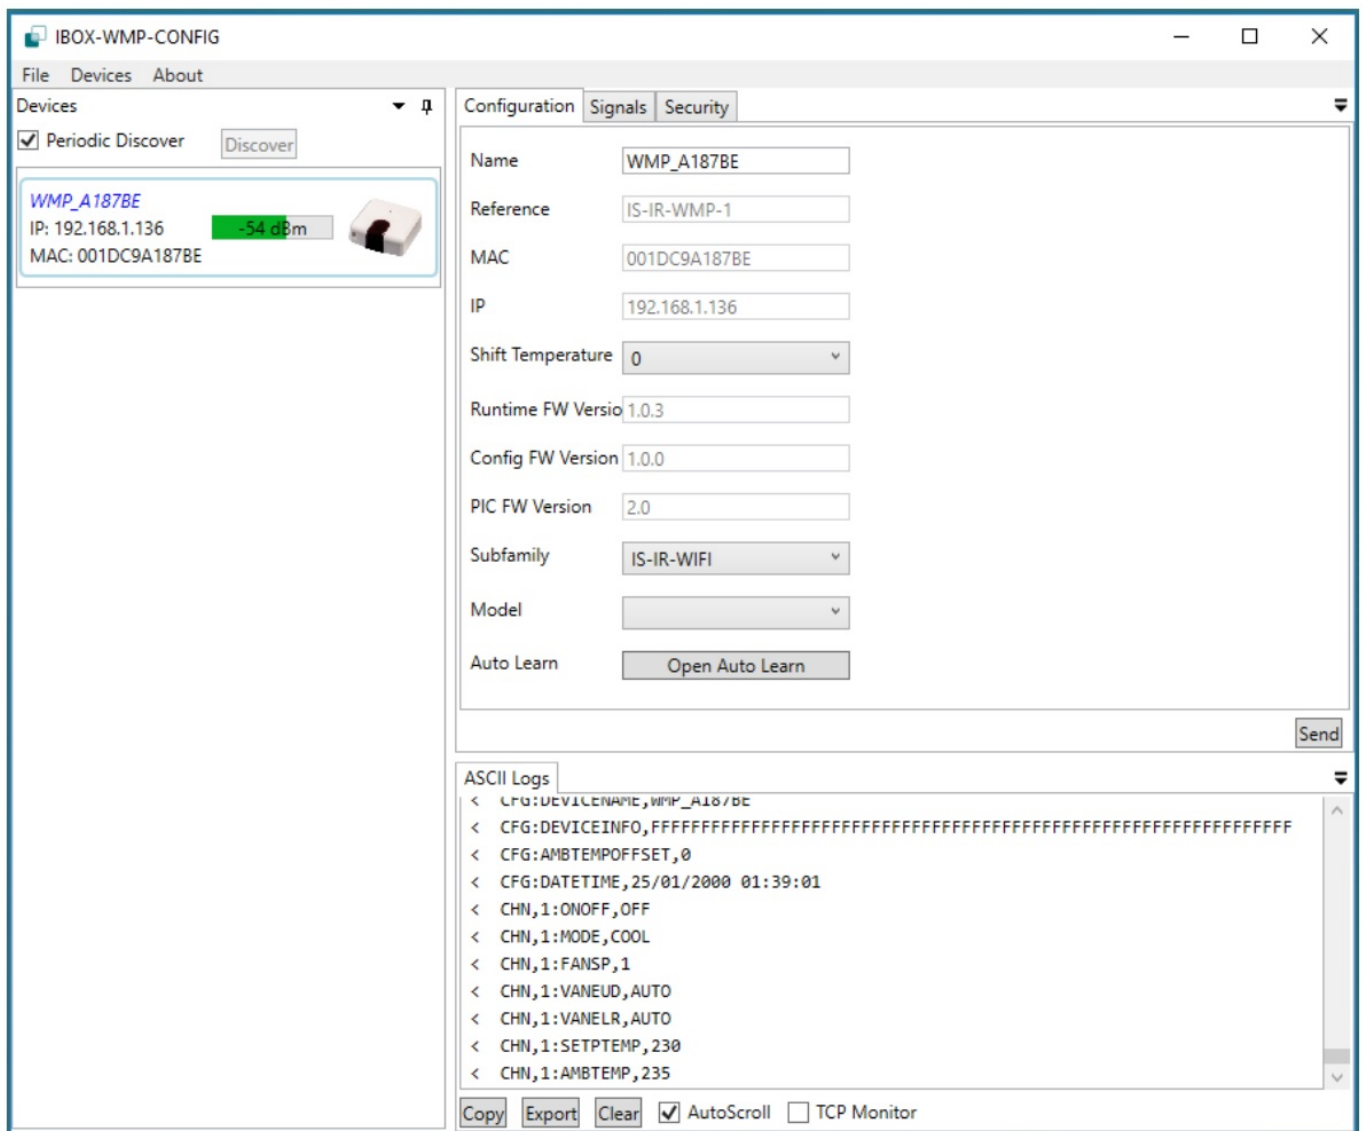 IBOX-WMP-CONFIG
File Devices About
Devices
Periodic Discover Discover
WMP_A187BE
IP: 192.168.1.136 -54 dBm
MAC: 001DC9A187BE
Configuration Signals Security
Name WMP_A187BE
Reference IS-IR-WMP-1
MAC 001DC9A187BE
IP 192.168.1.136
Shift Temperature 0
Runtime FW Versio 1.0.3
Config FW Version 1.0.0
PIC FW Version 2.0
Subfamily IS-IR-WIFI
Model
Auto Learn Open Auto Learn
Send
ASCII Logs
< CFG:DEVICENAME,WMP_A187BE
< CFG:DEVICEINFO,FFFFFFFFFFFFFFFFFFFFFFFFFFFFFFFFFFFFFFFFFFFFFFFFFFFFFFFFFFFFFFFF
< CFG:AMBTEMPOFFSET,0
< CFG:DATETIME,25/01/2000 01:39:01
< CHN,1:ONOFF,OFF
< CHN,1:MODE,COOL
< CHN,1:FANSP,1
< CHN,1:VANEUD,AUTO
< CHN,1:VANELR,AUTO
< CHN,1:SETPTEMP,230
< CHN,1:AMBTEMP,235
Copy Export Clear AutoScroll TCP Monitor